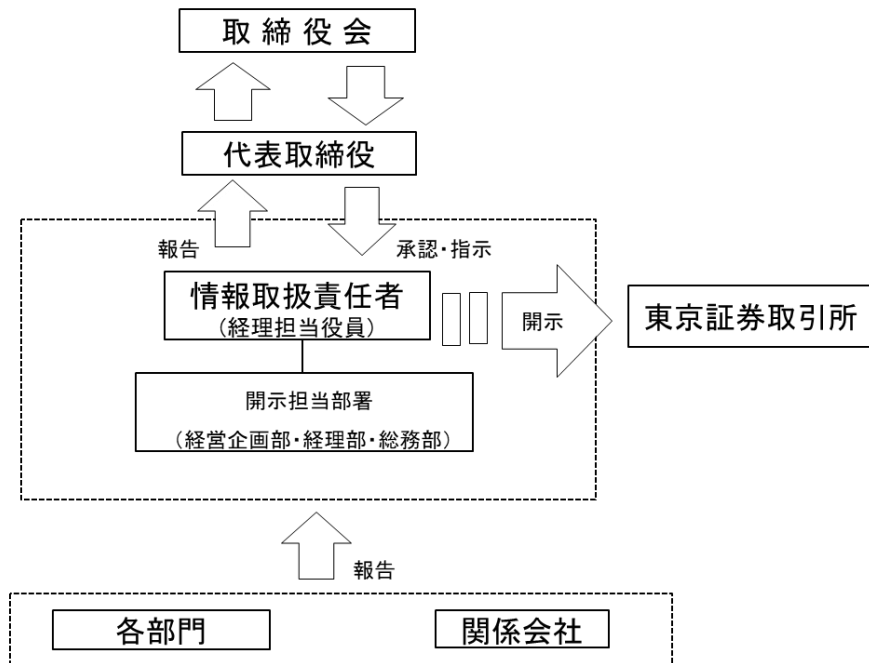 取締役会
代表取締役
報告
承認・指示
情報取扱責任者
（経理担当役員）
開示
東京証券取引所
開示担当部署
（経営企画部・経理部・総務部）
報告
各部門
関係会社